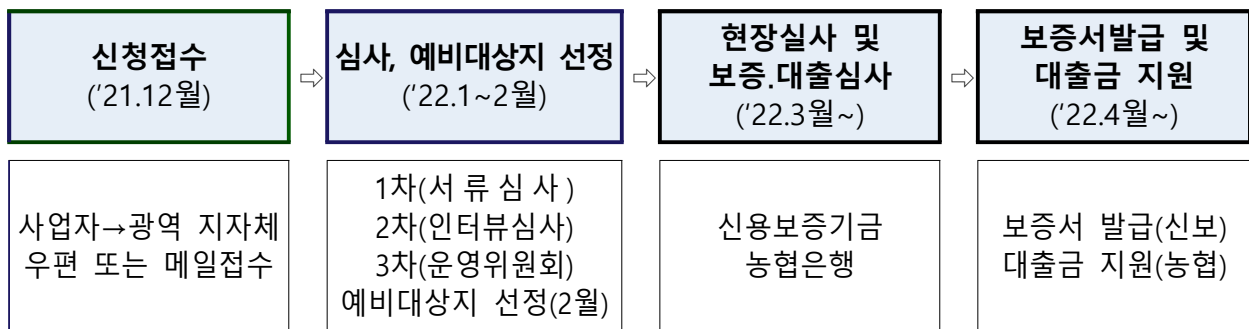 신청접수
('21.12월)
⇨
심사, 예비대상지 선정
('22.1~2월)
⇨
현장실사 및
보증.대출심사
('22.3월~)
⇨
보증서발급 및
대출금 지원
('22.4월~)
사업자→광역 지자체
우편 또는 메일접수
1차(서 류 심 사 )
2차(인터뷰심사)
3차(운영위원회)
예비대상지 선정(2월)
신용보증기금
농협은행
보증서 발급(신보)
대출금 지원(농협)